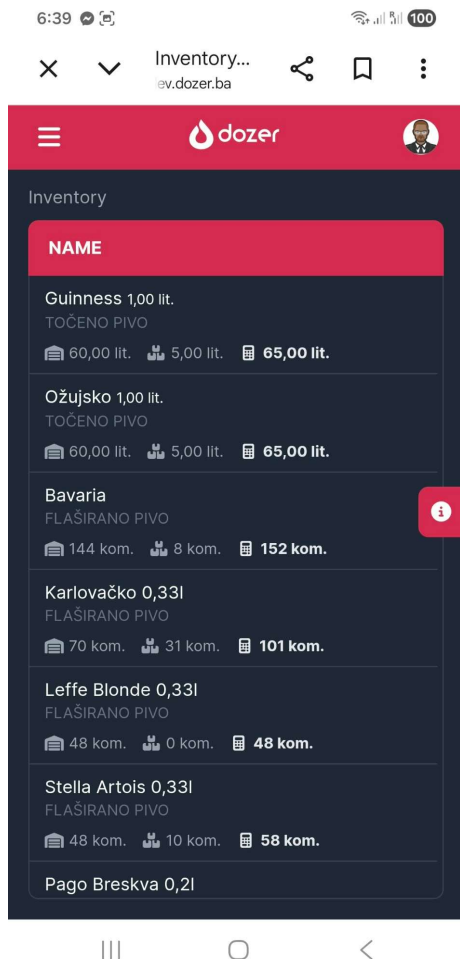 6:39
100
Inventory...
ev.dozer.ba
dozer
Inventory
NAME
Guinness 1,00 lit.
TOČENO PIVO
60,00 lit. 5,00 lit. 65,00 lit.
Ožujsko 1,00 lit.
TOČENO PIVO
60,00 lit. 5,00 lit. 65,00 lit.
Bavaria
FLAŠIRANO PIVO
144 kom. 8 kom. 152 kom.
Karlovačko 0,33l
FLAŠIRANO PIVO
70 kom. 31 kom. 101 kom.
Leffe Blonde 0,33l
FLAŠIRANO PIVO
48 kom. 0 kom. 48 kom.
Stella Artois 0,33l
FLAŠIRANO PIVO
48 kom. 10 kom. 58 kom.
Pago Breskva 0,2l